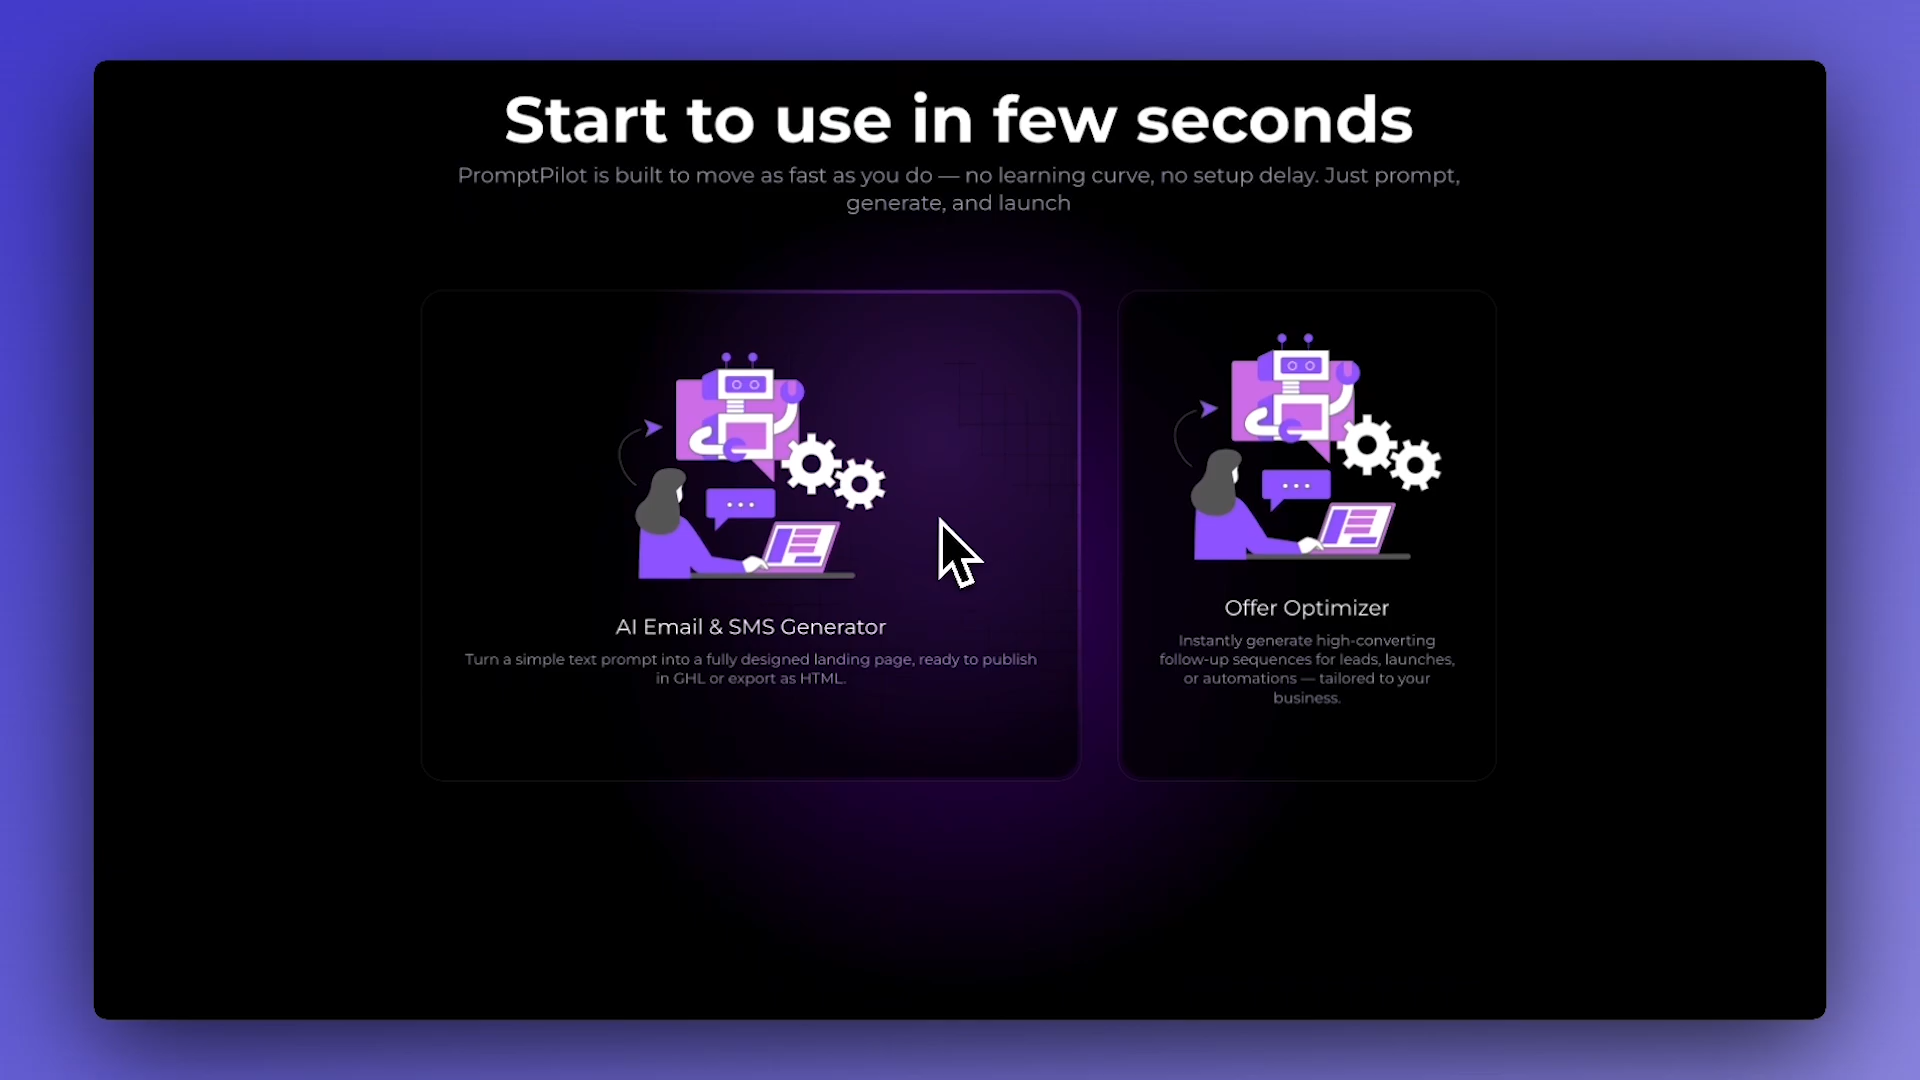 Start to use in few seconds
PromptPilot is built to move as fast as you do — no learning curve, no setup delay. Just prompt,
generate, and launch
AI Email & SMS Generator
Turn a simple text prompt into a fully designed landing page, ready to publish
in GHL or export as HTML.
Offer Optimizer
Instantly generate high-converting
follow-up sequences for leads, launches,
or automations — tailored to your
business.